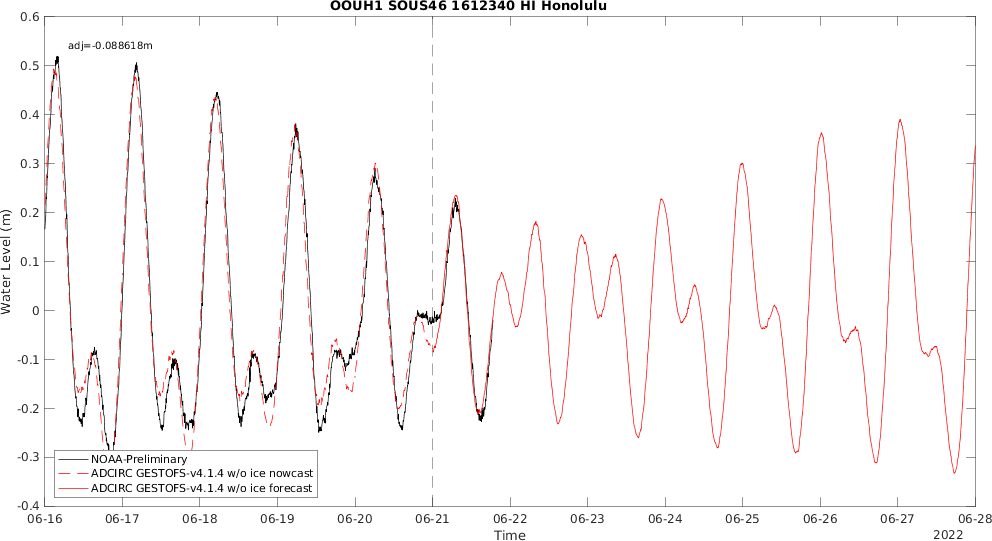 OOUH1 SOUS46 1612340 HI Honolulu
0.6
adj=-0.088618m
0.5
0.4
0.3
0.2
0.1
0
-0.1
-0.2
-0.3
-0.4
Water Level (m)
NOAA-Preliminary
ADCIRC GESTOFS-v4.1.4 w/o ice nowcast
ADCIRC GESTOFS-v4.1.4 w/o ice forecast
06-16 06-17 06-18 06-19 06-20 06-21 06-22 06-23 06-24 06-25 06-26 06-27 06-28
Time
2022